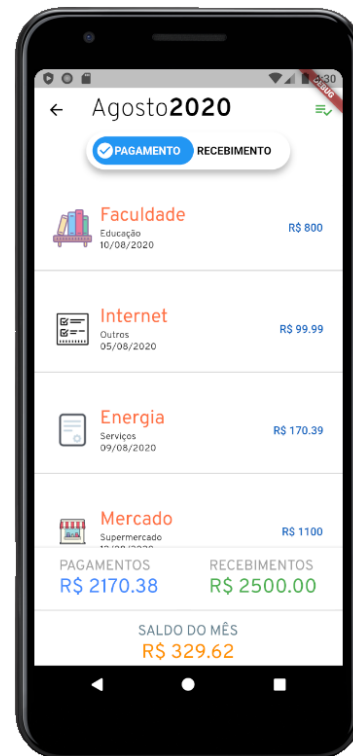 4:30
DEBUG
Agosto2020
PAGAMENTO RECEBIMENTO
Faculdade
Educação
10/08/2020
R$ 800
Internet
Outros
05/08/2020
R$ 99.99
Energia
Serviços
09/08/2020
R$ 170.39
Mercado
Supermercado
R$ 1100
PAGAMENTOS RECEBIMENTOS
R$ 2170.38 R$ 2500.00
SALDO DO MÊS
R$ 329.62